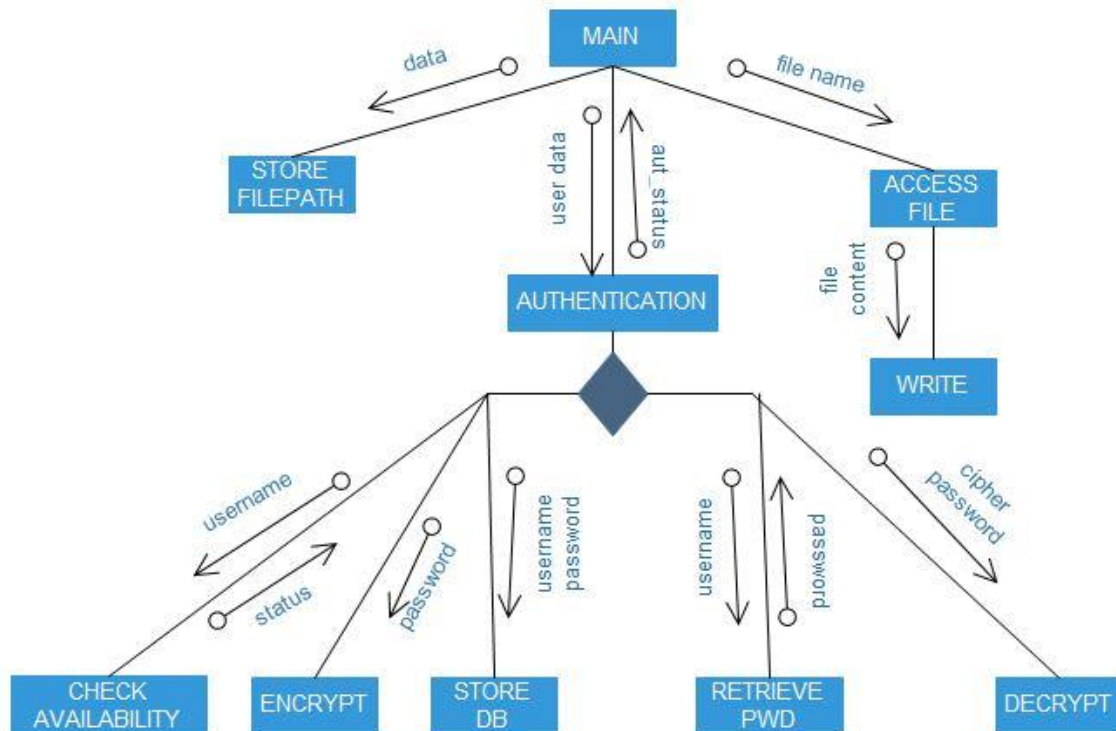 MAIN
data
file name
STORE
FILEPATH
user data
aut_status
ACCESS
FILE
AUTHENTICATION
file
content
WRITE
username
status
password
username
password
username
password
cipher
password
CHECK
AVAILABILITY
ENCRYPT
STORE
DB
RETRIEVE
PWD
DECRYPT